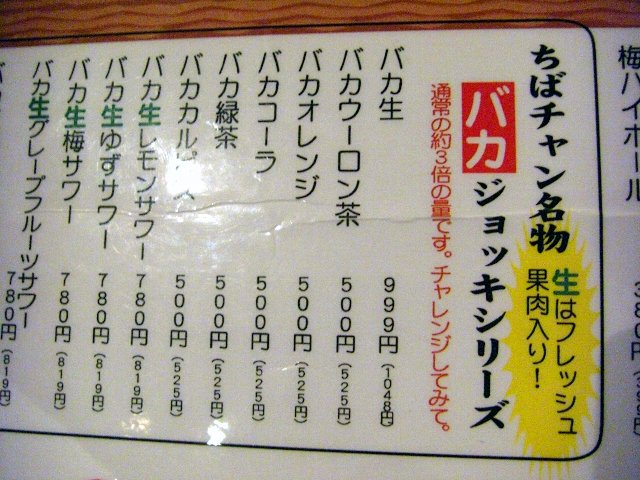 梅ハイボール
ちばチャン名物
バカジョッキシリーズ
生はフレッシュ
果肉入り！
通常の約3倍の量です。チャレンジしてみて。
バカ生 999円（1048円）
バカウーロン茶 500円（525円）
バカオレンジ 500円（525円）
バカコーラ 500円（525円）
バカ緑茶 500円（525円）
バカカルピス 500円（525円）
バカ生レモンサワー 780円（819円）
バカ生ゆずサワー 780円（819円）
バカ生梅サワー 780円（819円）
バカ生グレープフルーツサワー 780円（819円）